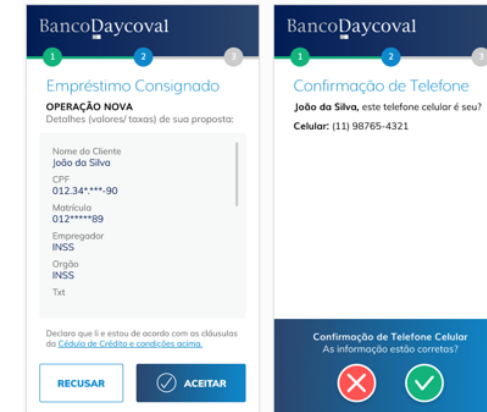 BancoDaycoval
1 2 3
Empréstimo Consignado
OPERAÇÃO NOVA
Detalhes (valores/ taxas) de sua proposta:
Nome do Cliente
João da Silva
CPF
012.34*.***-90
Matrícula
012*****89
Empregador
INSS
Orgão
INSS
Txt
Declaro que li e estou de acordo com as cláusulas
da Cédula de Crédito e condições acima.
RECUSAR
ACEITAR
BancoDaycoval
1 2 3
Confirmação de Telefone
João da Silva, este telefone celular é seu?
Celular: (11) 98765-4321
Confirmação de Telefone Celular
As informação estão corretas?